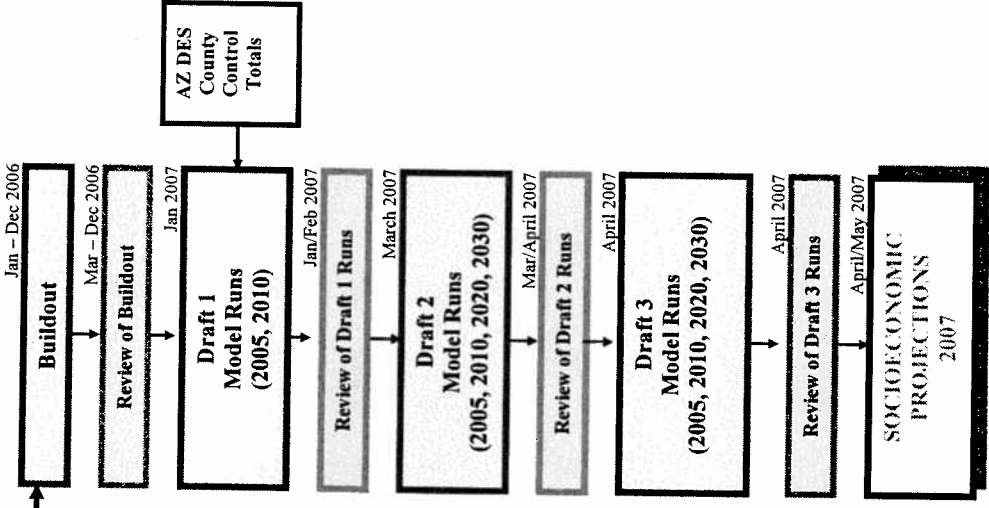 Jan – Dec 2006
Buildout
Mar – Dec 2006
Review of Buildout
Jan 2007
AZ DES
County
Control
Totals
Draft 1
Model Runs
(2005, 2010)
Jan/Feb 2007
Review of Draft 1 Runs
March 2007
Draft 2
Model Runs
(2005, 2010, 2020, 2030)
Mar/April 2007
Review of Draft 2 Runs
April 2007
Draft 3
Model Runs
(2005, 2010, 2020, 2030)
April 2007
Review of Draft 3 Runs
April/May 2007
SOCIOECONOMIC
PROJECTIONS
2007